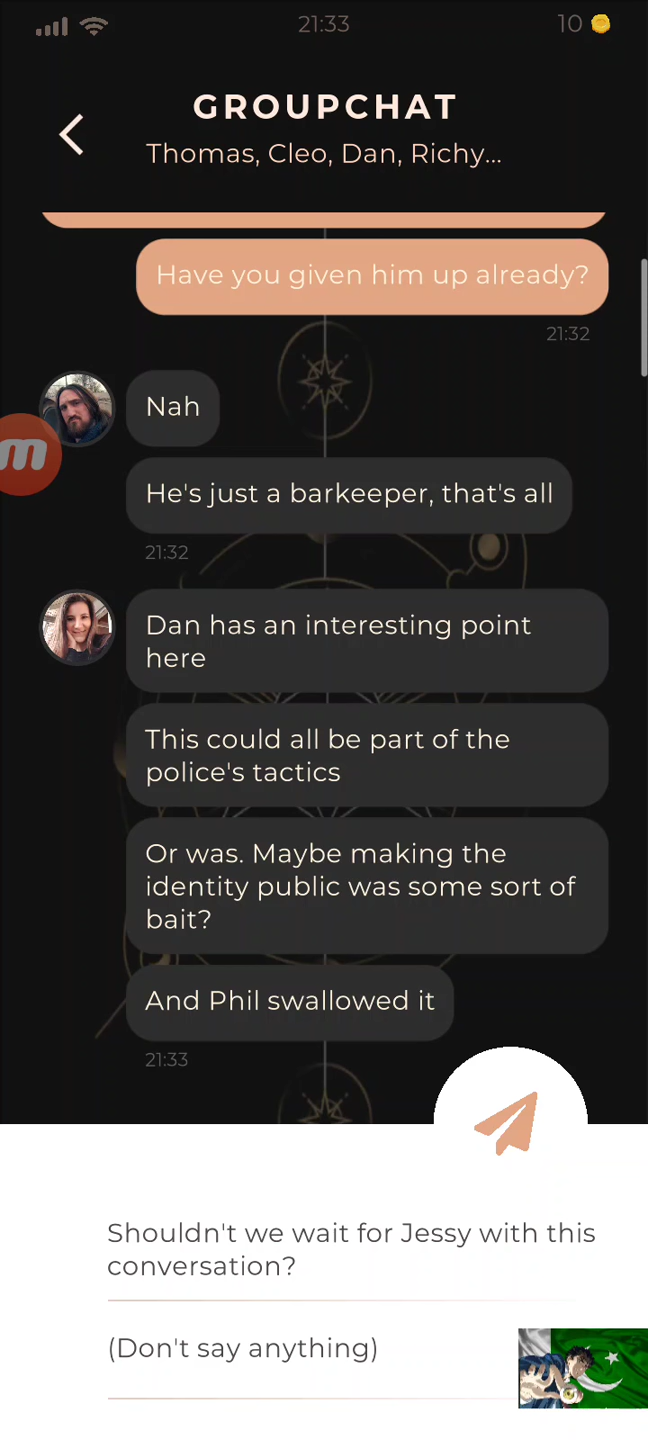 21:33
10
GROUPCHAT
Thomas, Cleo, Dan, Richy...
Have you given him up already?
21:32
Nah
He's just a barkeeper, that's all
21:32
Dan has an interesting point
here
This could all be part of the
police's tactics
Or was. Maybe making the
identity public was some sort of
bait?
And Phil swallowed it
21:33
Shouldn't we wait for Jessy with this
conversation?
(Don't say anything)